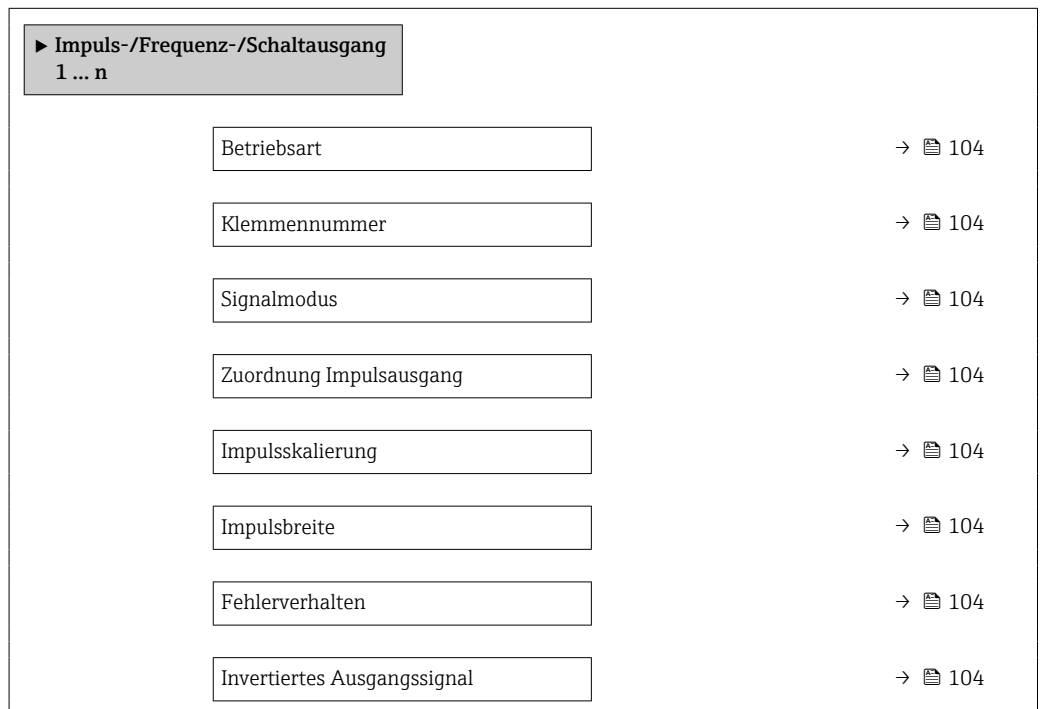 ▶ Impuls-/Frequenz-/Schaltausgang
1 ... n
Betriebsart → 104
Klemmennummer → 104
Signalmodus → 104
Zuordnung Impulsausgang → 104
Impulsskalierung → 104
Impulsbreite → 104
Fehlerverhalten → 104
Invertiertes Ausgangssignal → 104